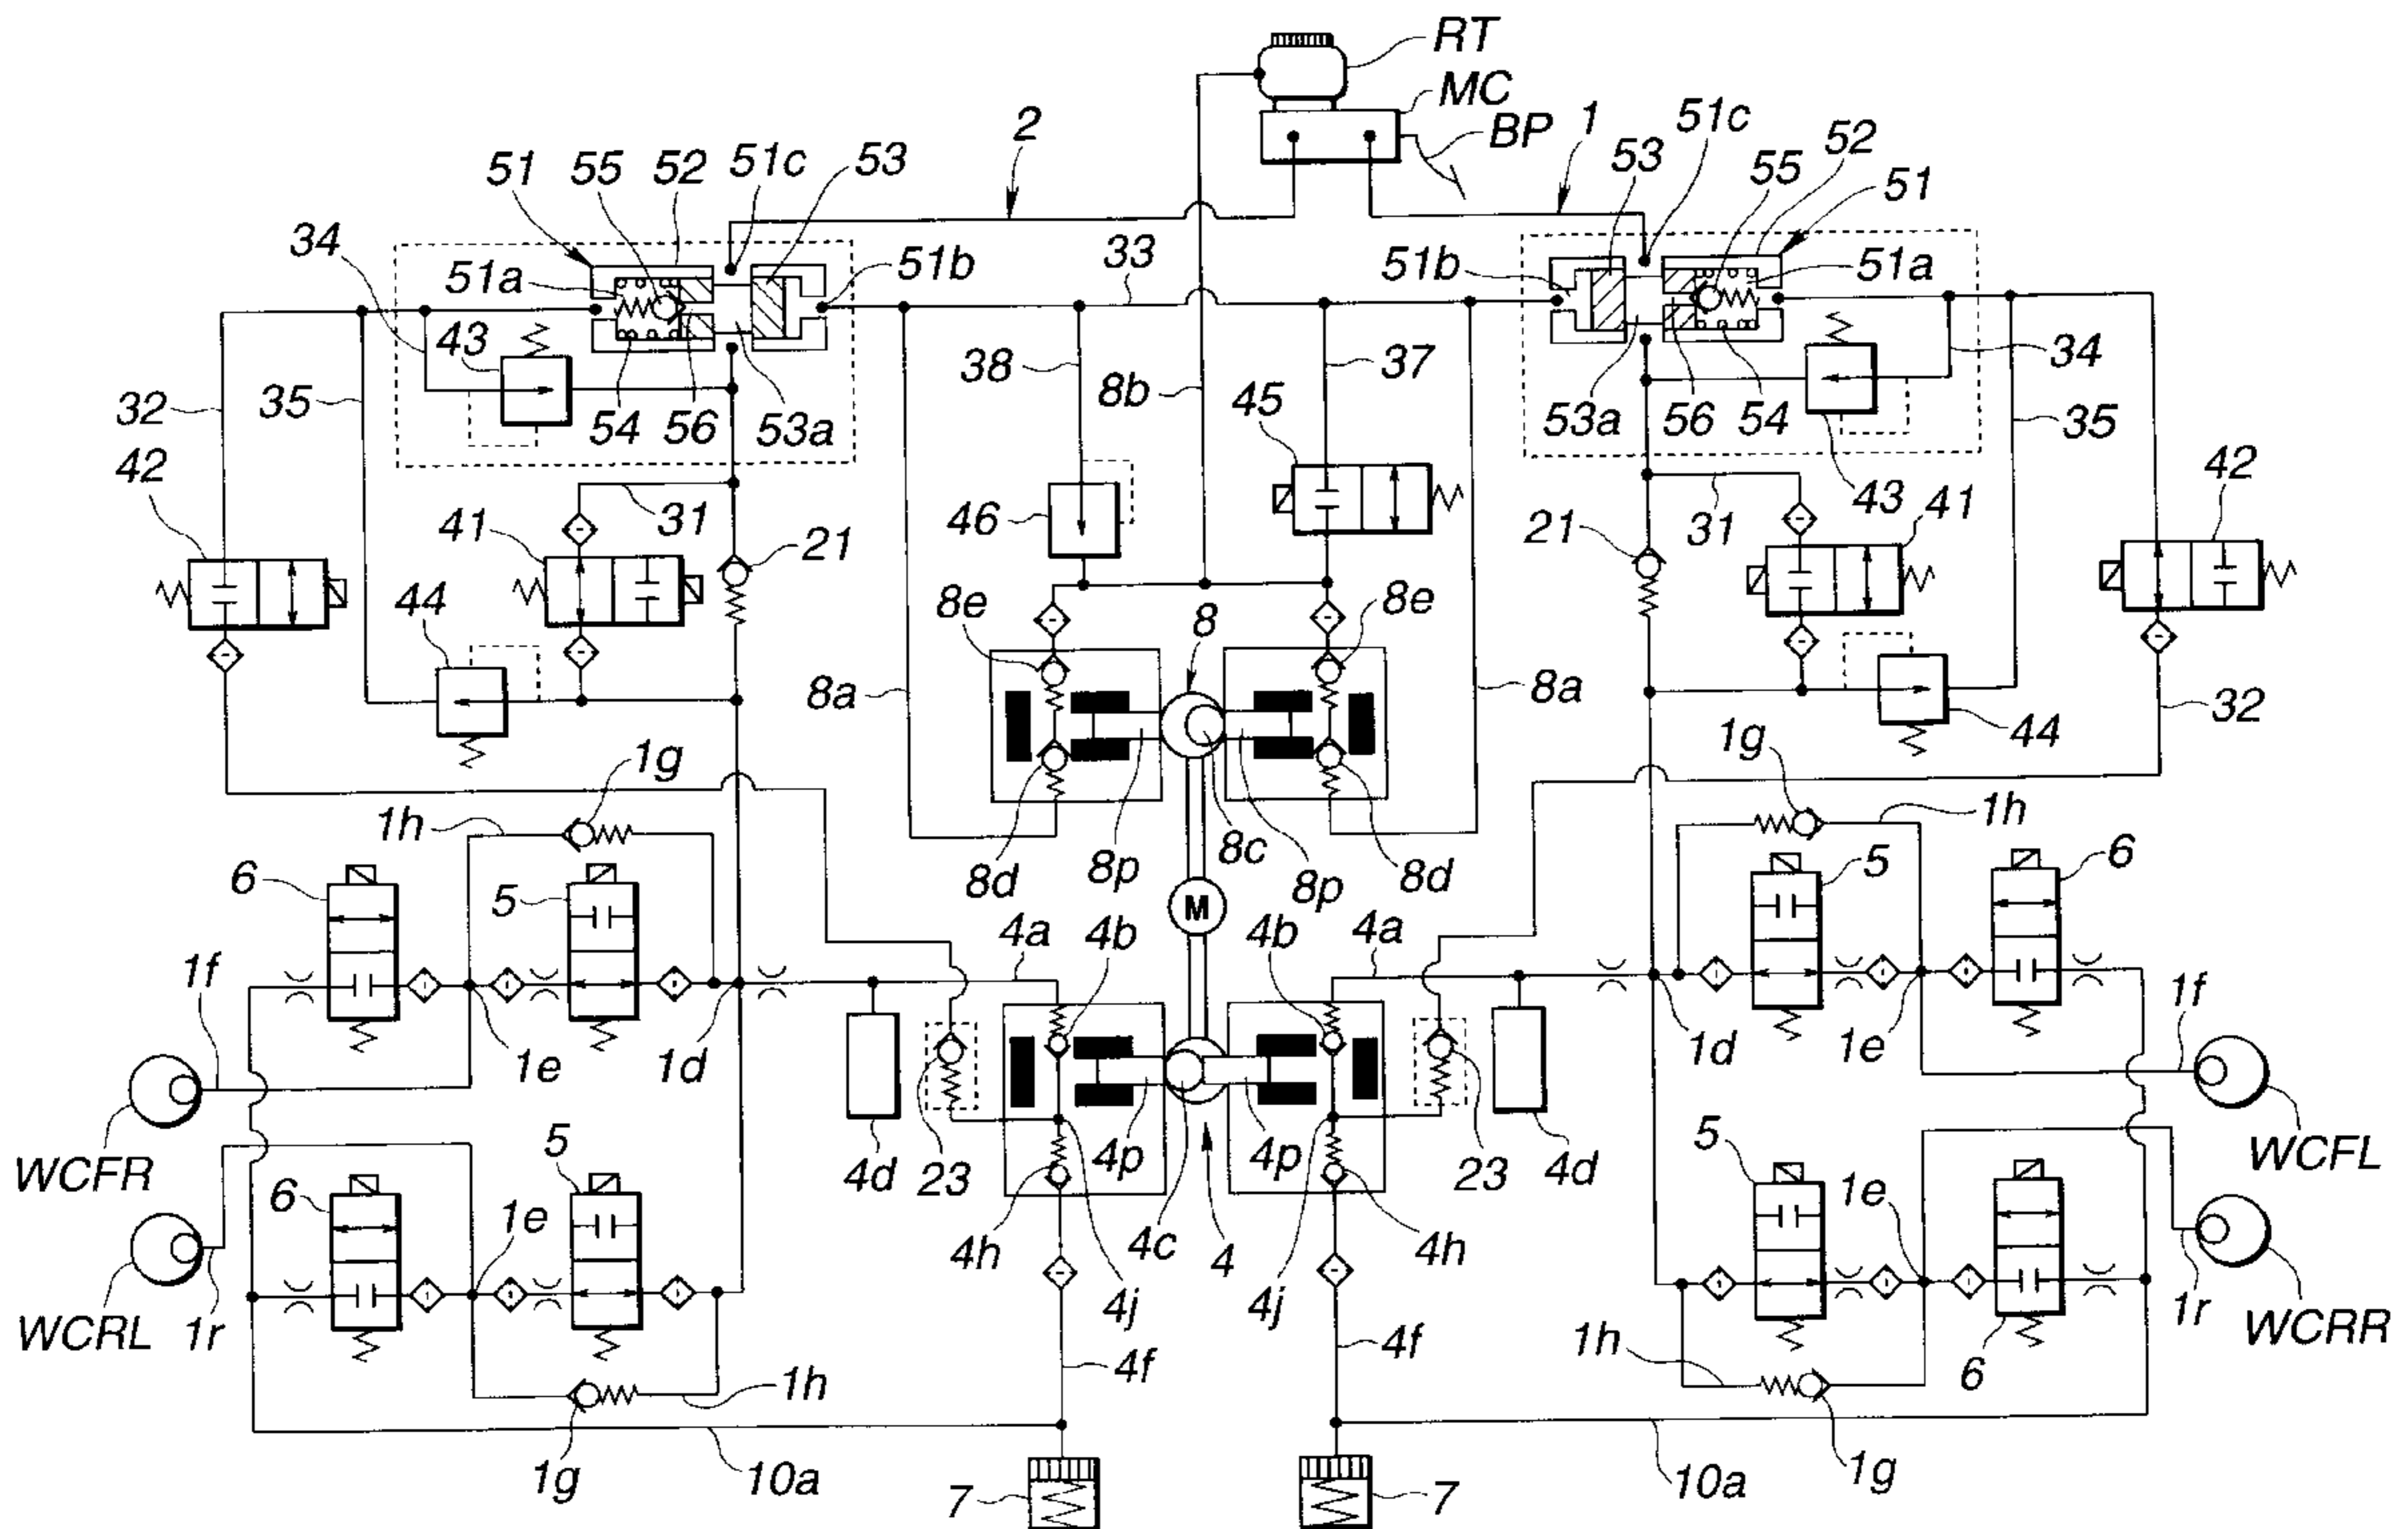 RT
MC
BP
2
1
51
55
52
51c
53
53
51c
55
52
51
34
51a
51b
33
51b
51a
43
38
8b
37
45
34
32
35
54
56
53a
53a
56
54
35
42
31
46
43
42
41
21
21
31
41
44
8e
8
8e
8a
8a
32
44
1g
1g
1h
1h
8d
8p
8c
8p
8d
6
5
5
6
4a
4b
M
4b
4a
1f
1f
1e
1d
1d
1e
WCFR
WCFL
5
4d
23
4p
4p
23
4d
5
6
1e
1e
4h
4c
4
4h
4j
4j
WCRL
1r
1r
WCRR
4f
4f
1h
1h
6
1g
10a
10a
1g
7
7